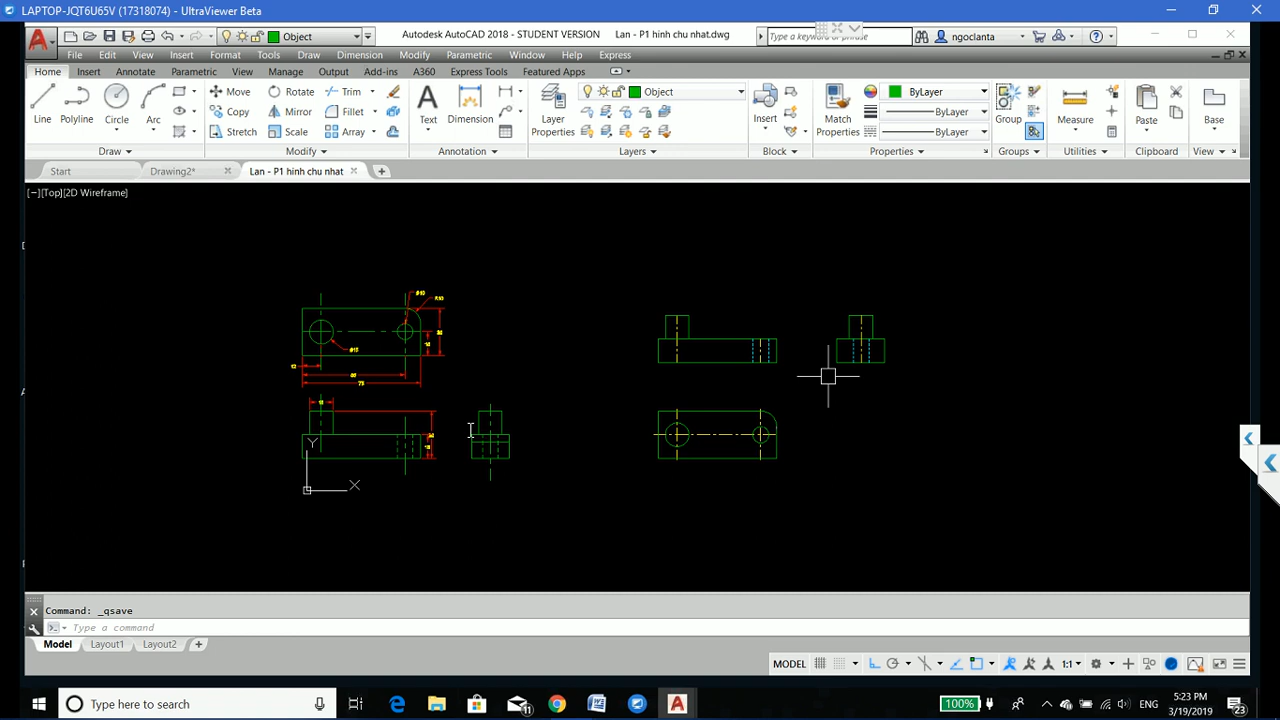 LAPTOP-JQT6U65V (17318074) - UltraViewer Beta
Object
Autodesk AutoCAD 2018 - STUDENT VERSION Lan - P1 hinh chu nhat.dwg
Type a keyword or phrase
ngoclanta
File Edit View Insert Format Tools Draw Dimension Modify Parametric Window Help Express
Home Insert Annotate Parametric View Manage Output Add-ins A360 Express Tools Featured Apps
Line Polyline Circle Arc
Move Rotate Trim
Copy Mirror Fillet
Stretch Scale Array
Text Dimension
Layer Properties
Object
Insert
Match Properties
ByLayer
ByLayer
ByLayer
Group
Measure
Paste
Base
Draw Modify Annotation Layers Block Properties Groups Utilities Clipboard View
Start Drawing2* Lan - P1 hinh chu nhat
[−][Top][2D Wireframe]
Y
X
Command: _qsave
Type a command
Model Layout1 Layout2
MODEL 1:1
Type here to search
11
100%
ENG
5:23 PM
3/19/2019
23